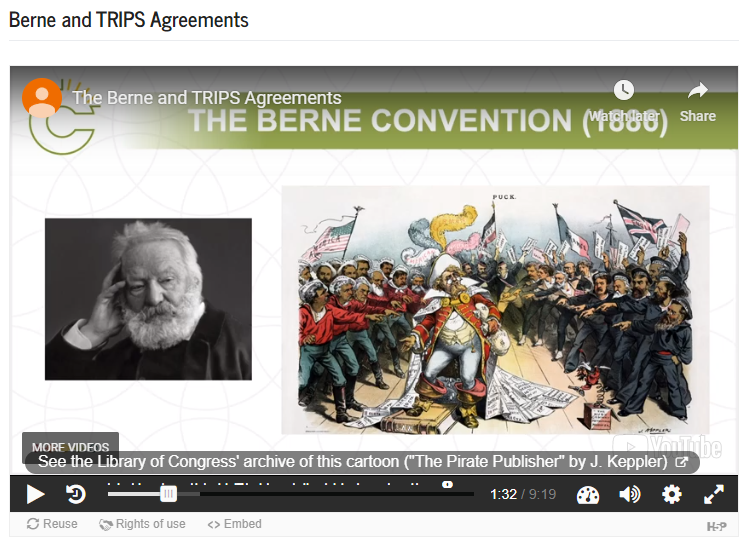 Berne and TRIPS Agreements
The Berne and TRIPS Agreements
Watch later
Share
THE BERNE CONVENTION (1886)
PUCK.
MORE VIDEOS
YouTube
See the Library of Congress' archive of this cartoon ("The Pirate Publisher" by J. Keppler)
1:32 / 9:19
Reuse
Rights of use
<> Embed
H5P